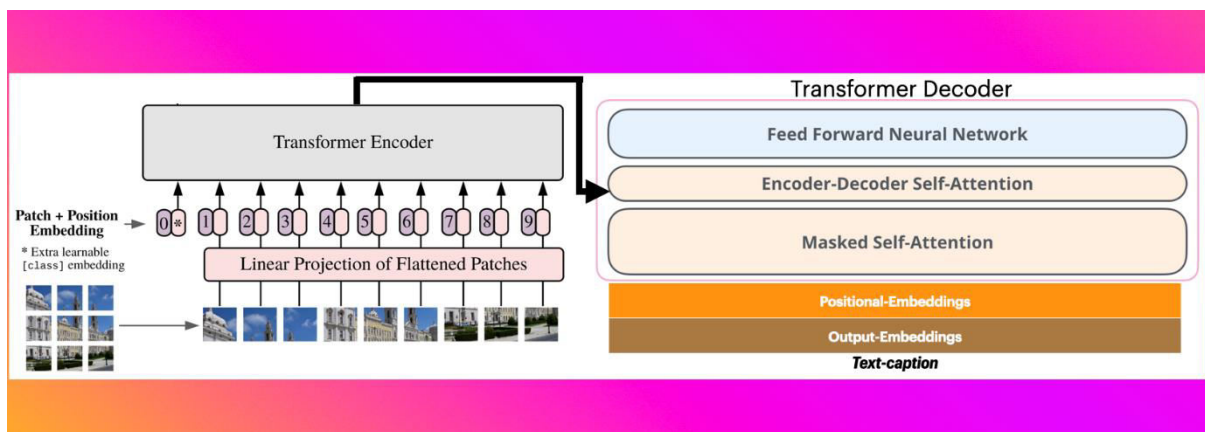 Transformer Encoder
Patch + Position
Embedding
* Extra learnable
[class] embedding
0 * 1 2 3 4 5 6 7 8 9
Linear Projection of Flattened Patches
Transformer Decoder
Feed Forward Neural Network
Encoder-Decoder Self-Attention
Masked Self-Attention
Positional-Embeddings
Output-Embeddings
Text-caption